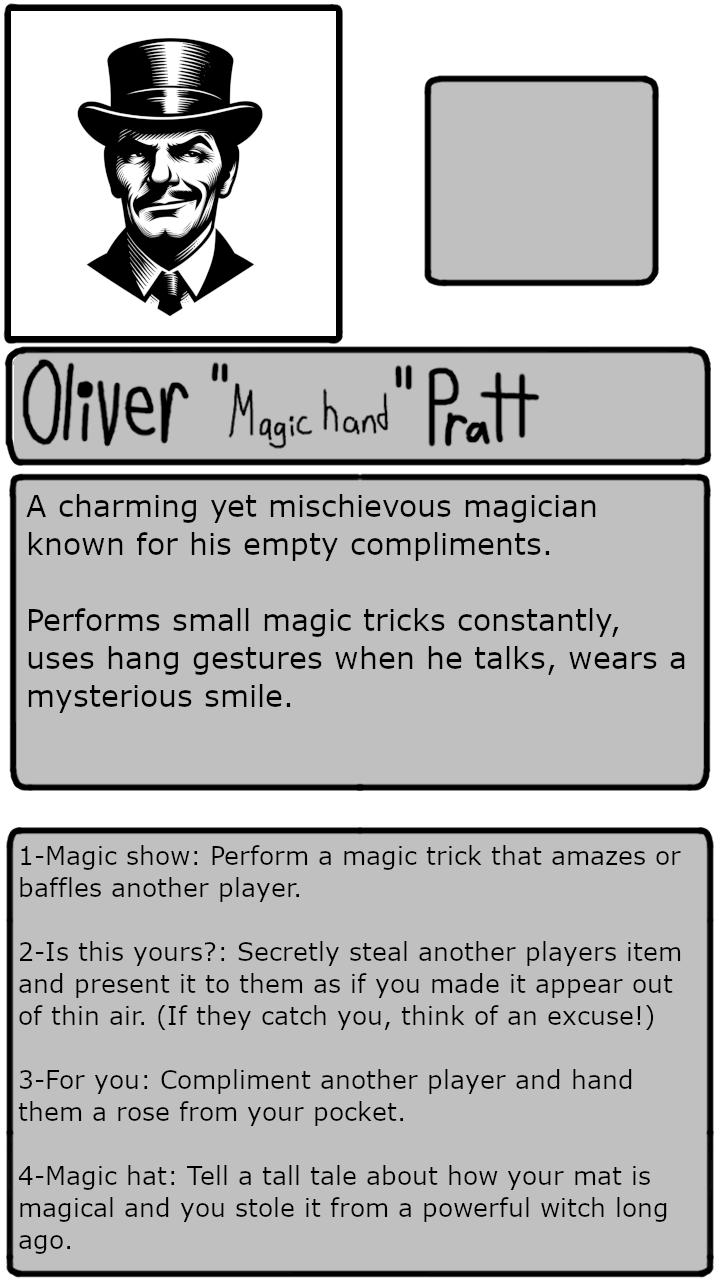 Oliver "Magic hand" Pratt
A charming yet mischievous magician
known for his empty compliments.
Performs small magic tricks constantly,
uses hang gestures when he talks, wears a
mysterious smile.
1-Magic show: Perform a magic trick that amazes or
baffles another player.
2-Is this yours?: Secretly steal another players item
and present it to them as if you made it appear out
of thin air. (If they catch you, think of an excuse!)
3-For you: Compliment another player and hand
them a rose from your pocket.
4-Magic hat: Tell a tall tale about how your mat is
magical and you stole it from a powerful witch long
ago.